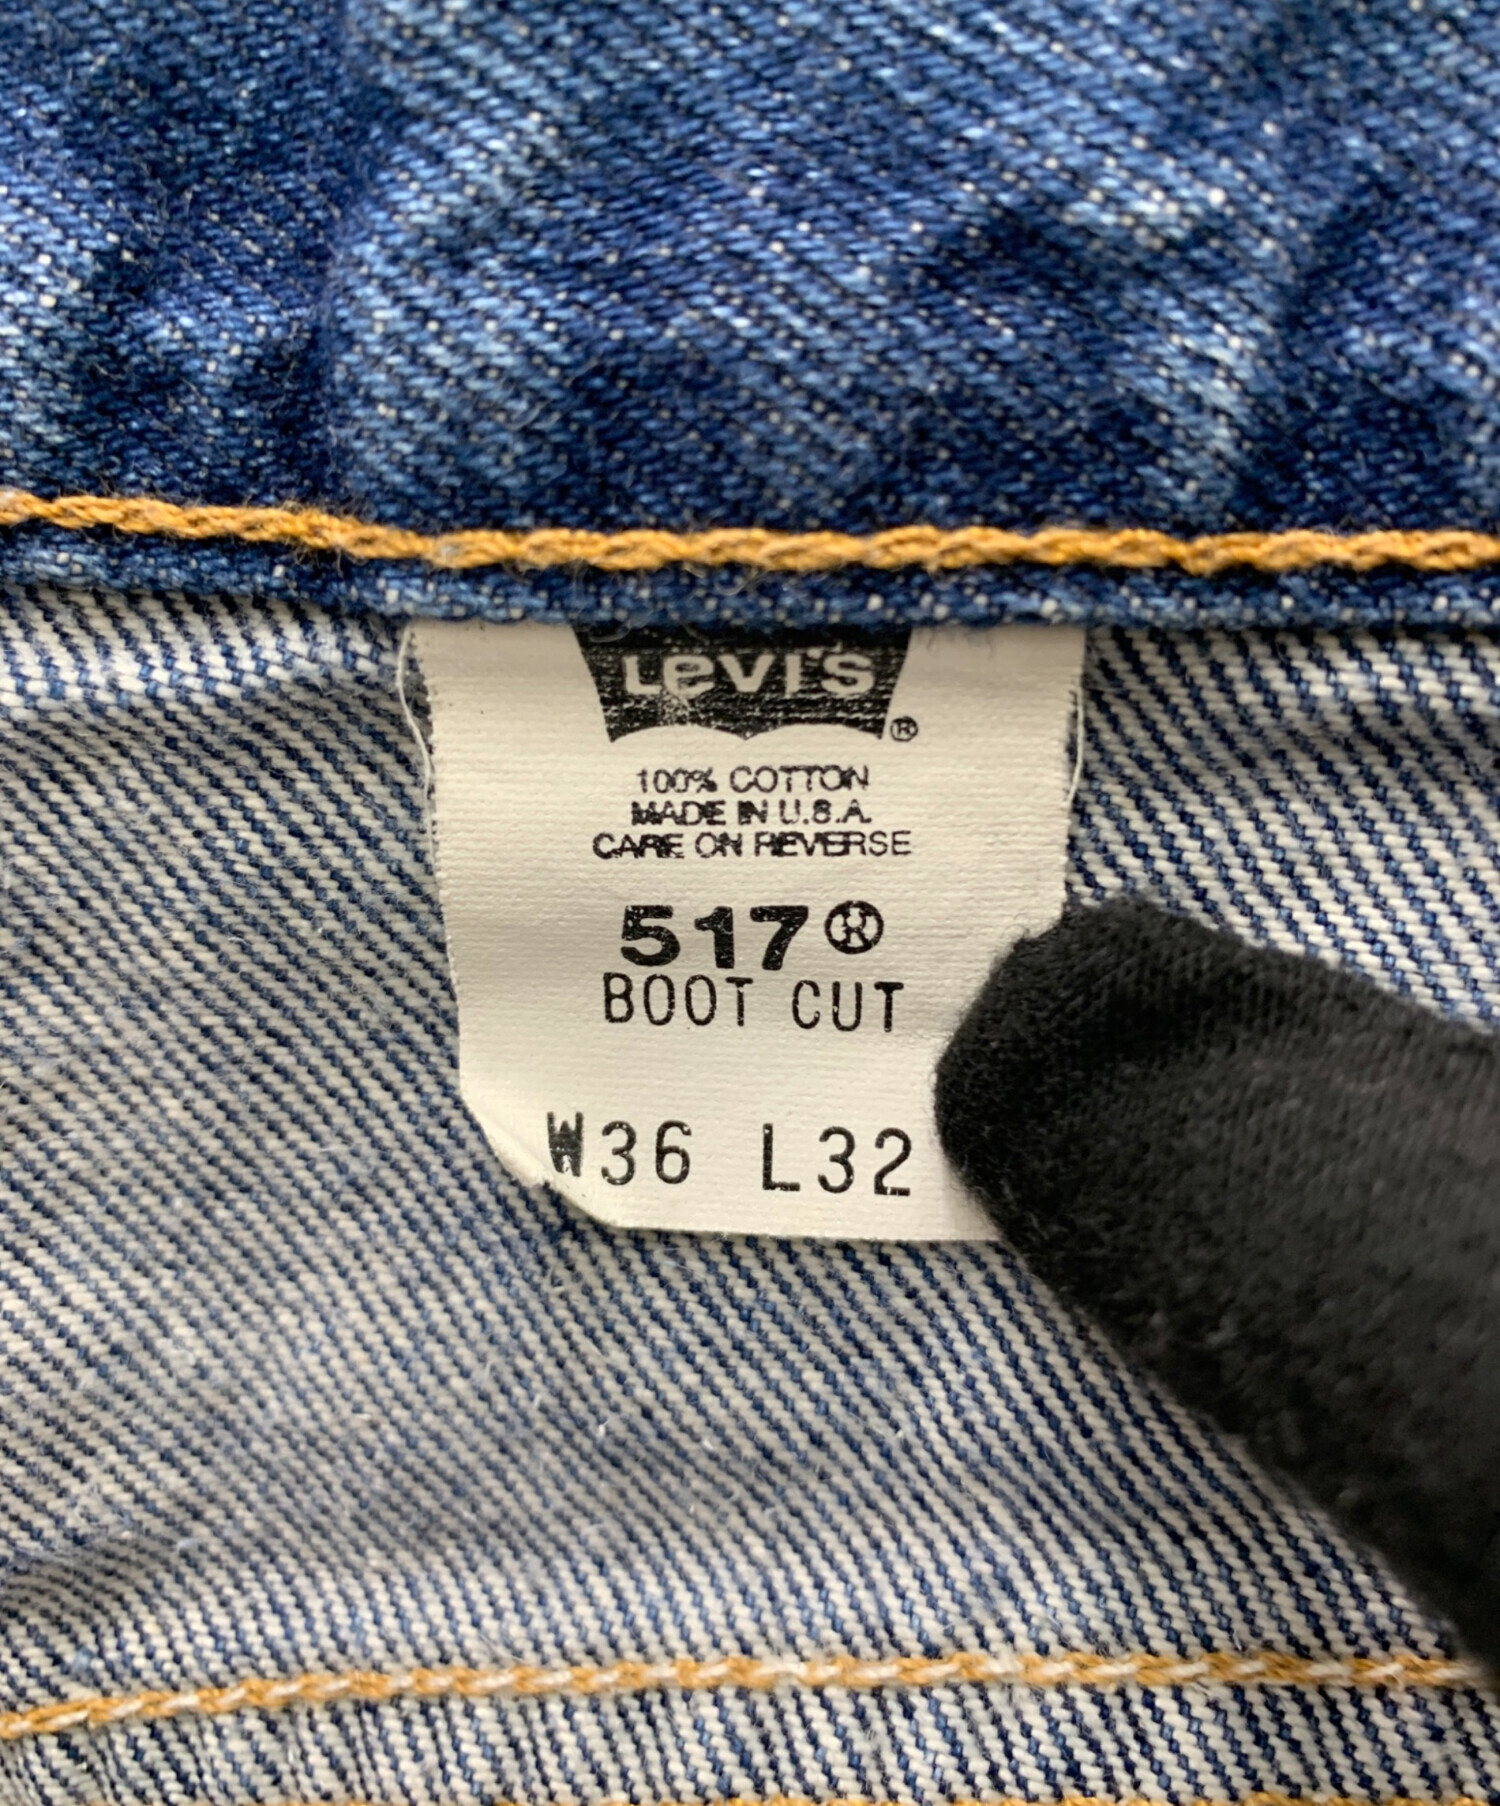 LEVI'S ®
100% COTTON
MADE IN U.S.A.
CARE ON REVERSE
517®
BOOT CUT
W36 L32